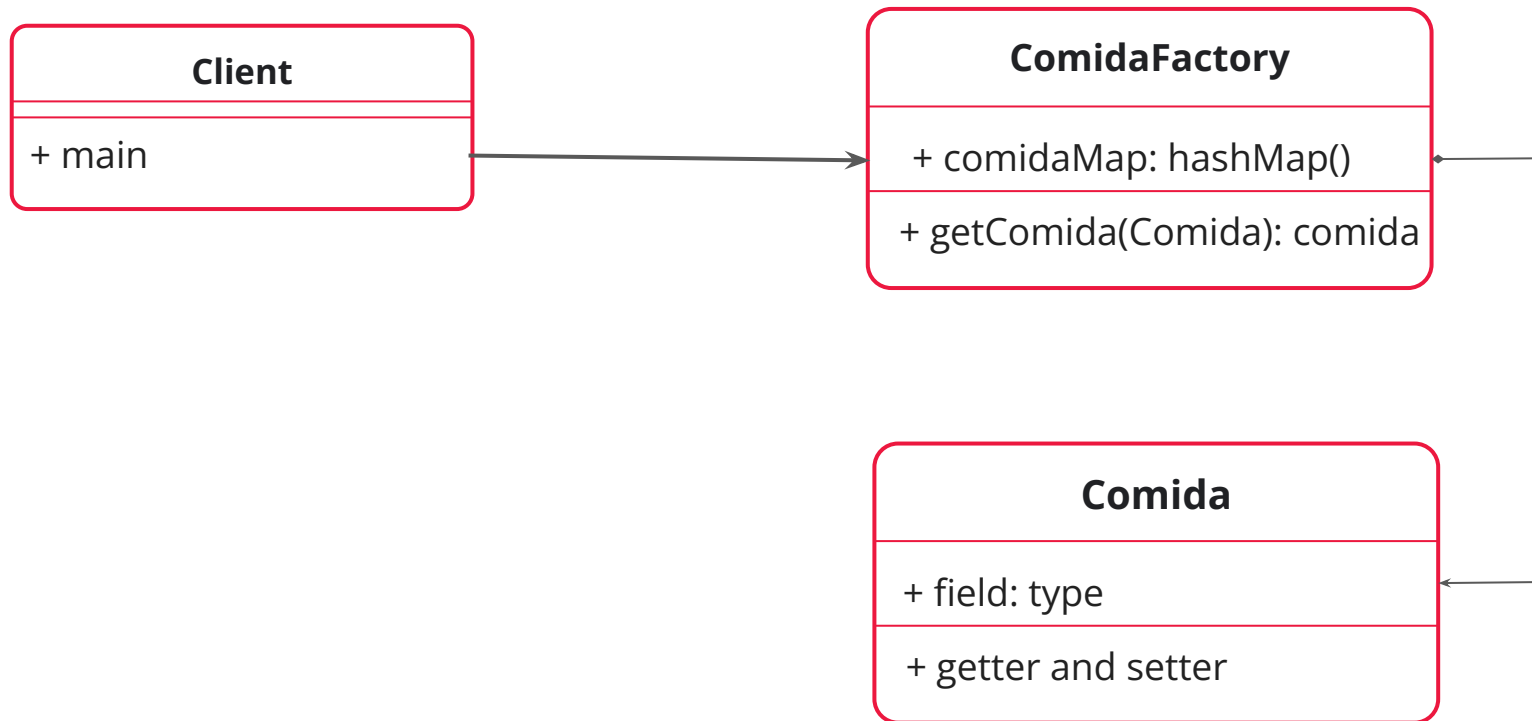 Client
+ main
ComidaFactory
+ comidaMap: hashMap()
+ getComida(Comida): comida
Comida
+ field: type
+ getter and setter